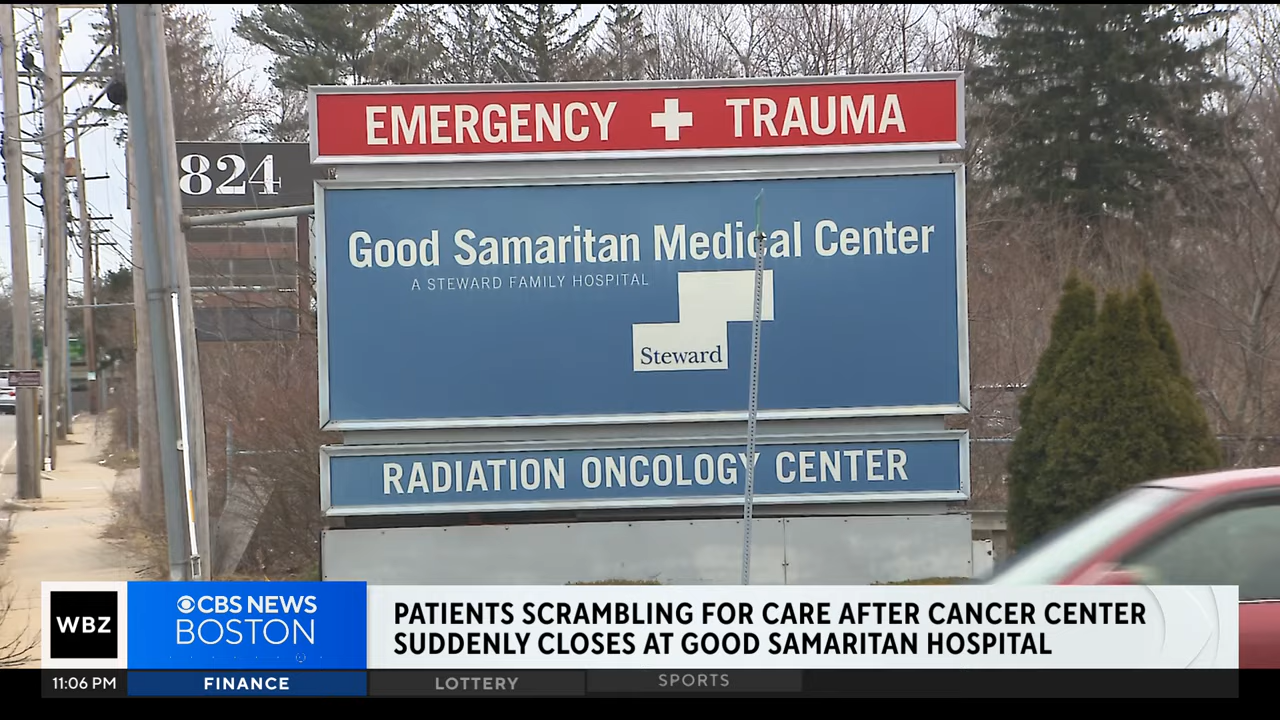 EMERGENCY + TRAUMA
824
Good Samaritan Medical Center
A STEWARD FAMILY HOSPITAL
Steward
RADIATION ONCOLOGY CENTER
WBZ
CBS NEWS
BOSTON
PATIENTS SCRAMBLING FOR CARE AFTER CANCER CENTER
SUDDENLY CLOSES AT GOOD SAMARITAN HOSPITAL
11:06 PM
FINANCE
LOTTERY
SPORTS